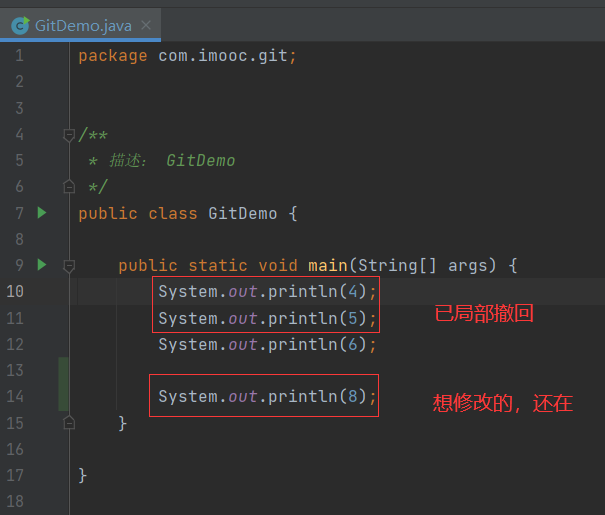 GitDemo.java ×
1 package com.imooc.git;
2
3
4 /**
5 * 描述： GitDemo
6 */
7 public class GitDemo {
8
9 public static void main(String[] args) {
10 System.out.println(4);
11 System.out.println(5);
已局部撤回
12 System.out.println(6);
13
14 System.out.println(8);
想修改的，还在
15 }
16
17 }
18